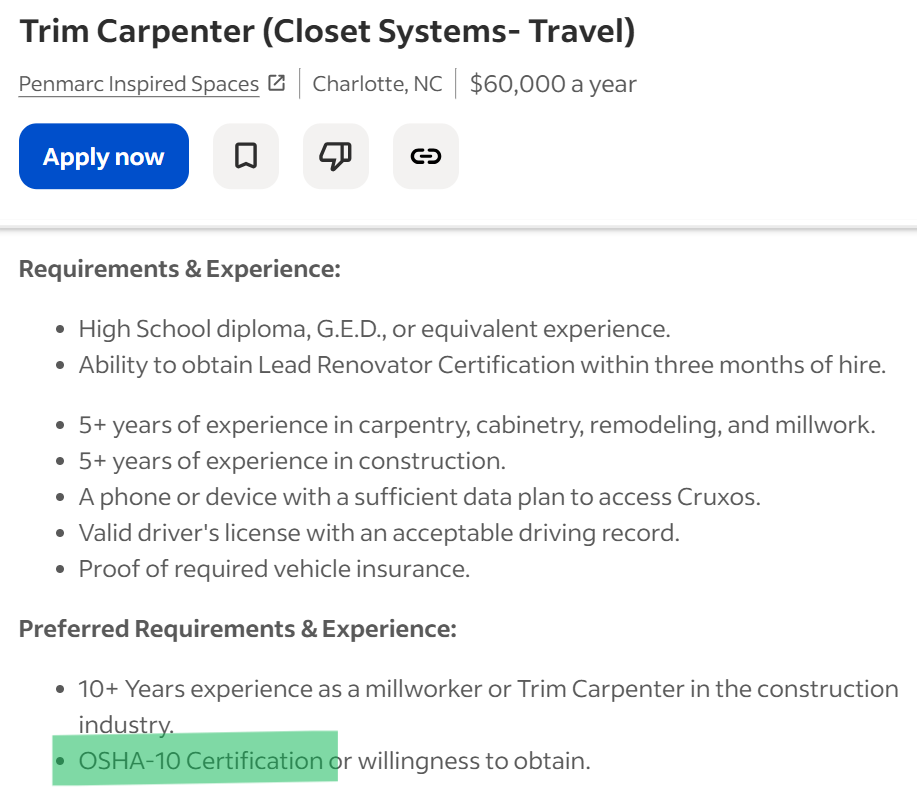 Trim Carpenter (Closet Systems- Travel)
Penmarc Inspired Spaces
Charlotte, NC
$60,000 a year
Apply now
Requirements & Experience:
• High School diploma, G.E.D., or equivalent experience.
• Ability to obtain Lead Renovator Certification within three months of hire.
• 5+ years of experience in carpentry, cabinetry, remodeling, and millwork.
• 5+ years of experience in construction.
• A phone or device with a sufficient data plan to access Cruxos.
• Valid driver's license with an acceptable driving record.
• Proof of required vehicle insurance.
Preferred Requirements & Experience:
• 10+ Years experience as a millworker or Trim Carpenter in the construction
industry.
• OSHA-10 Certification or willingness to obtain.